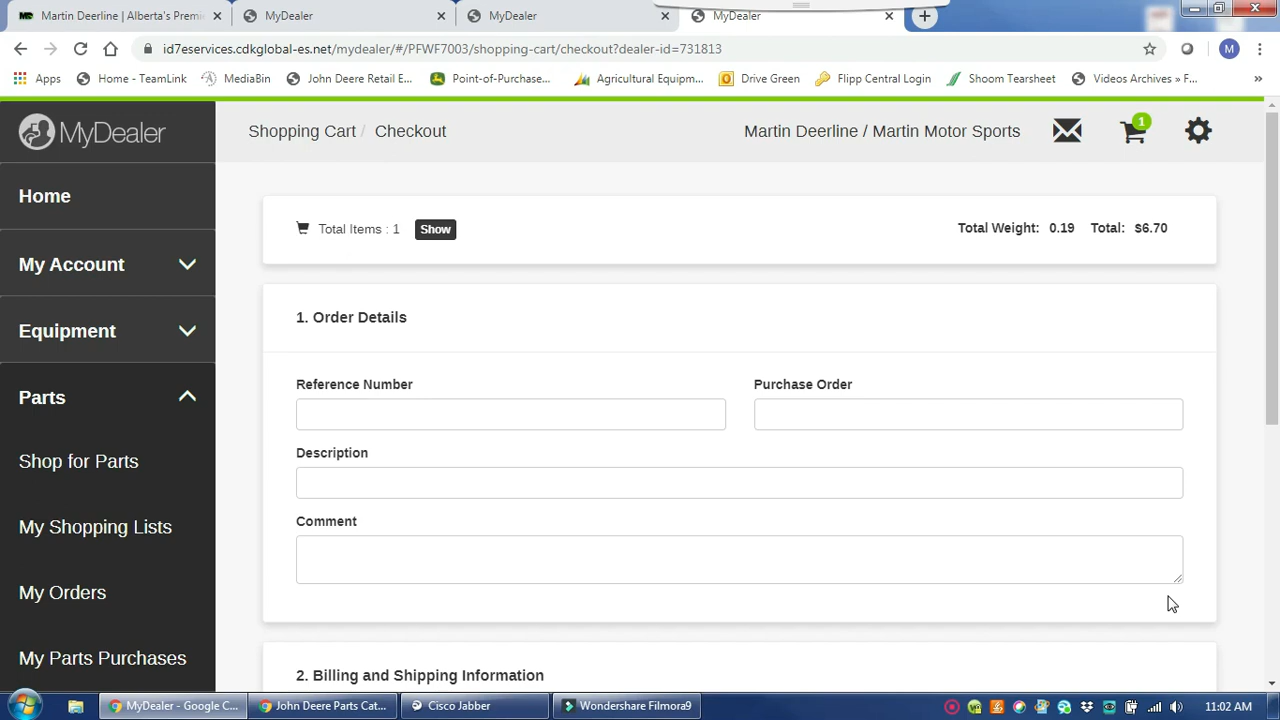 Martin Deerline | Alberta's Prem
MyDealer
MyDealer
MyDealer
id7eservices.cdkglobal-es.net/mydealer/#/PFWF7003/shopping-cart/checkout?dealer-id=731813
M
Apps
Home - TeamLink
MediaBin
John Deere Retail E...
Point-of-Purchase...
Agricultural Equipm...
Drive Green
Flipp Central Login
Shoom Tearsheet
Videos Archives » F...
»
MyDealer
Shopping Cart / Checkout
Martin Deerline / Martin Motor Sports
1
Home
My Account
Equipment
Parts
Shop for Parts
My Shopping Lists
My Orders
My Parts Purchases
Total Items : 1
Show
Total Weight: 0.19 Total: $6.70
1. Order Details
Reference Number
Purchase Order
Description
Comment
2. Billing and Shipping Information
MyDealer - Google C...
John Deere Parts Cat...
Cisco Jabber
Wondershare Filmora9
11:02 AM